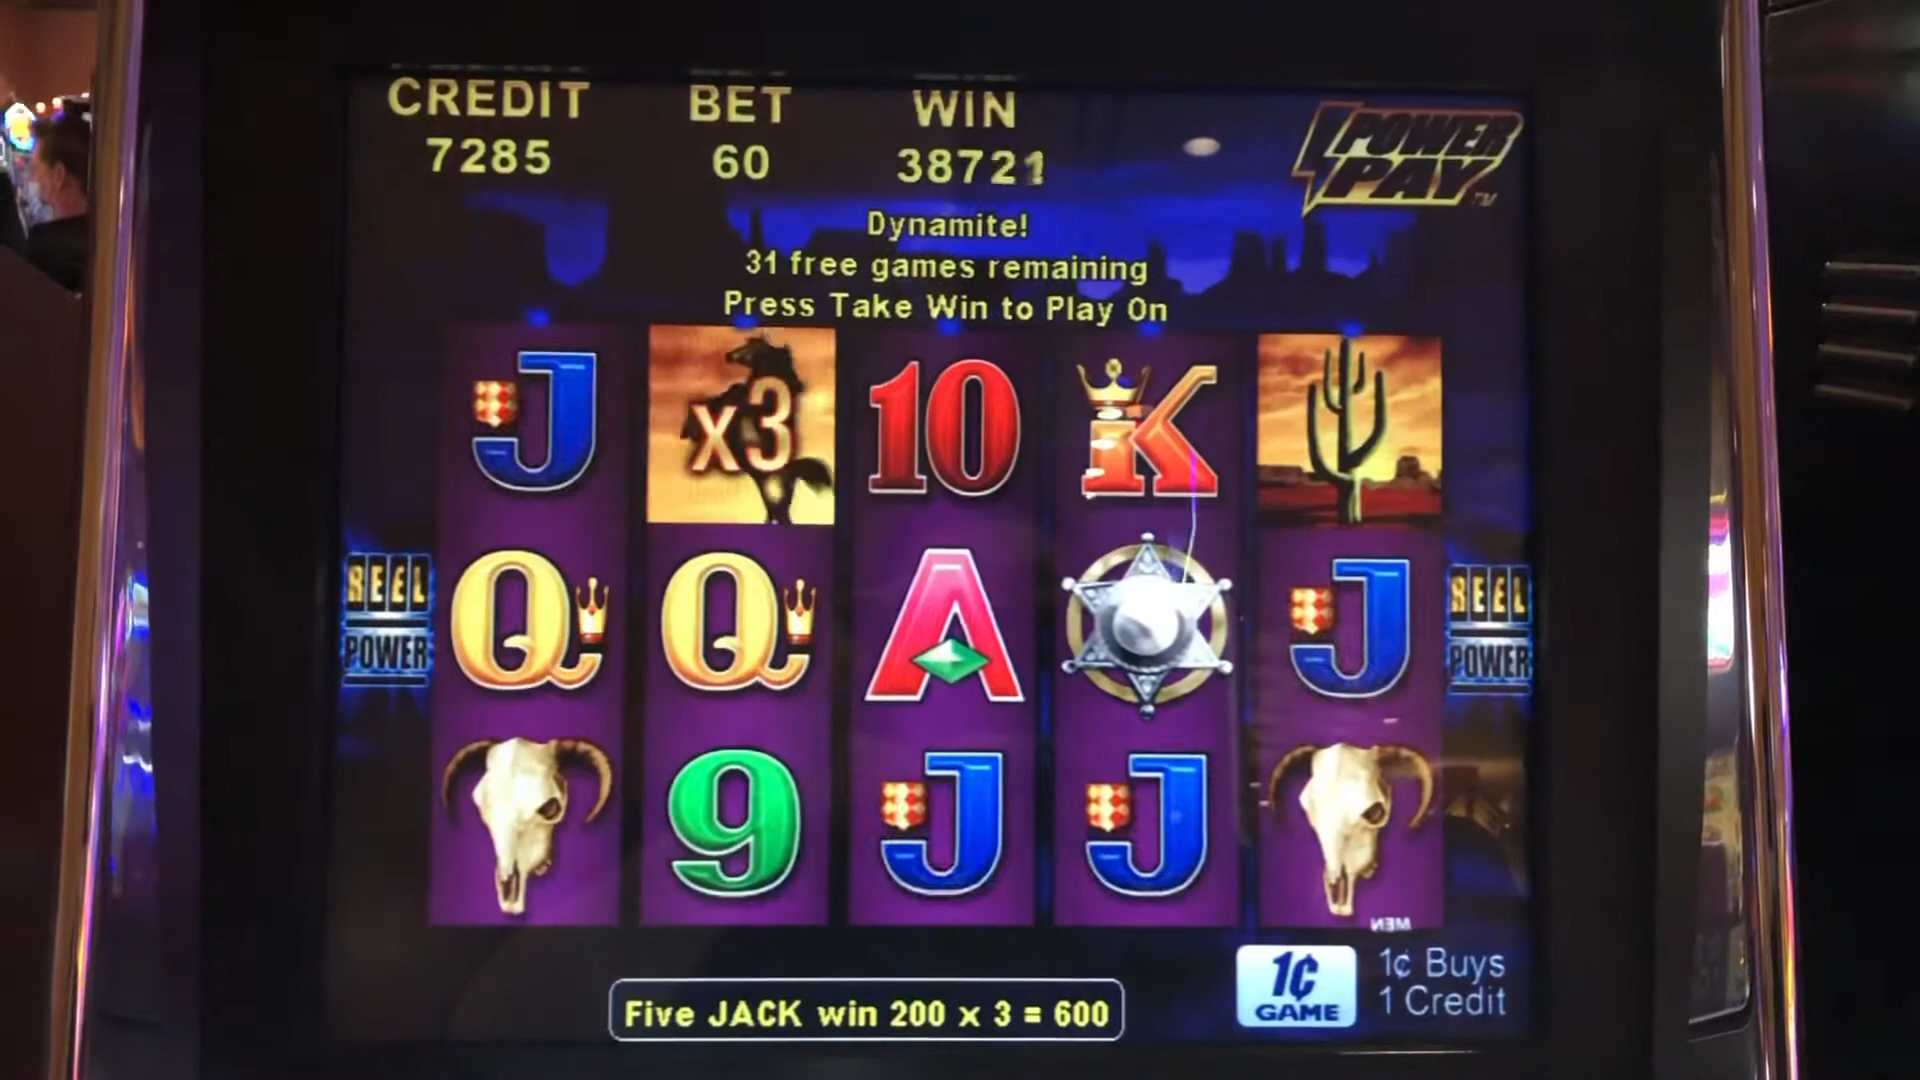 CREDIT BET WIN
7285 60 38721
POWER
PAY™
Dynamite!
31 free games remaining
Press Take Win to Play On
J x3 10 K
Q Q A J
REEL
POWER
REEL
POWER
9 J J
Five JACK win 200 x 3 = 600
1¢
GAME
1¢ Buys
1 Credit